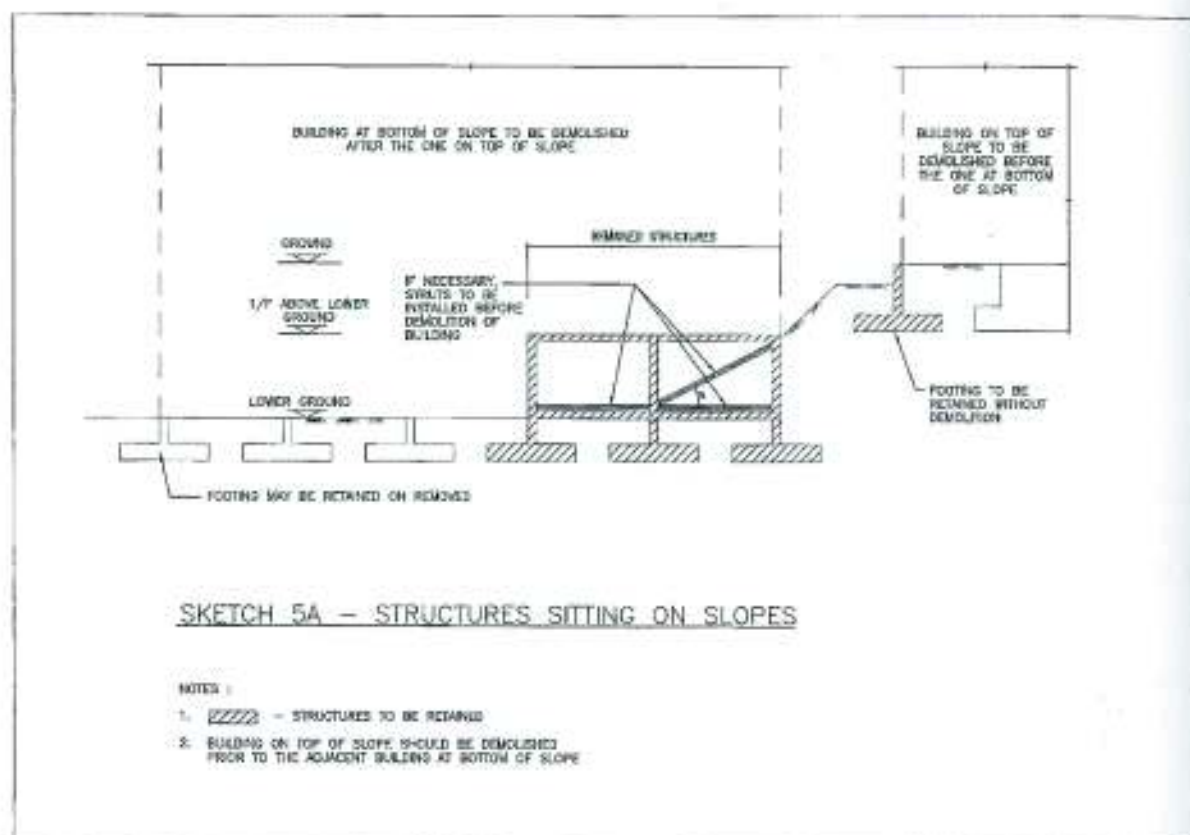 BUILDING AT BOTTOM OF SLOPE TO BE DEMOLISHED
AFTER THE ONE ON TOP OF SLOPE
BUILDING ON TOP OF
SLOPE TO BE
DEMOLISHED BEFORE
THE ONE AT BOTTOM
OF SLOPE
GROUND
STRUCTURES
IF NECESSARY,
STRUTS TO BE
INSTALLED BEFORE
DEMOLITION OF
BUILDING
1/F ABOVE LOWER
GROUND
LOWER GROUND
FOOTING TO BE
RETAINED WITHOUT
DEMOLITION
FOOTING MAY BE RETAINED OR REMOVED
SKETCH 5A – STRUCTURES SITTING ON SLOPES
NOTES :
1. – STRUCTURES TO BE RETAINED
2. BUILDING ON TOP OF SLOPE SHOULD BE DEMOLISHED
PRIOR TO THE ADJACENT BUILDING AT BOTTOM OF SLOPE